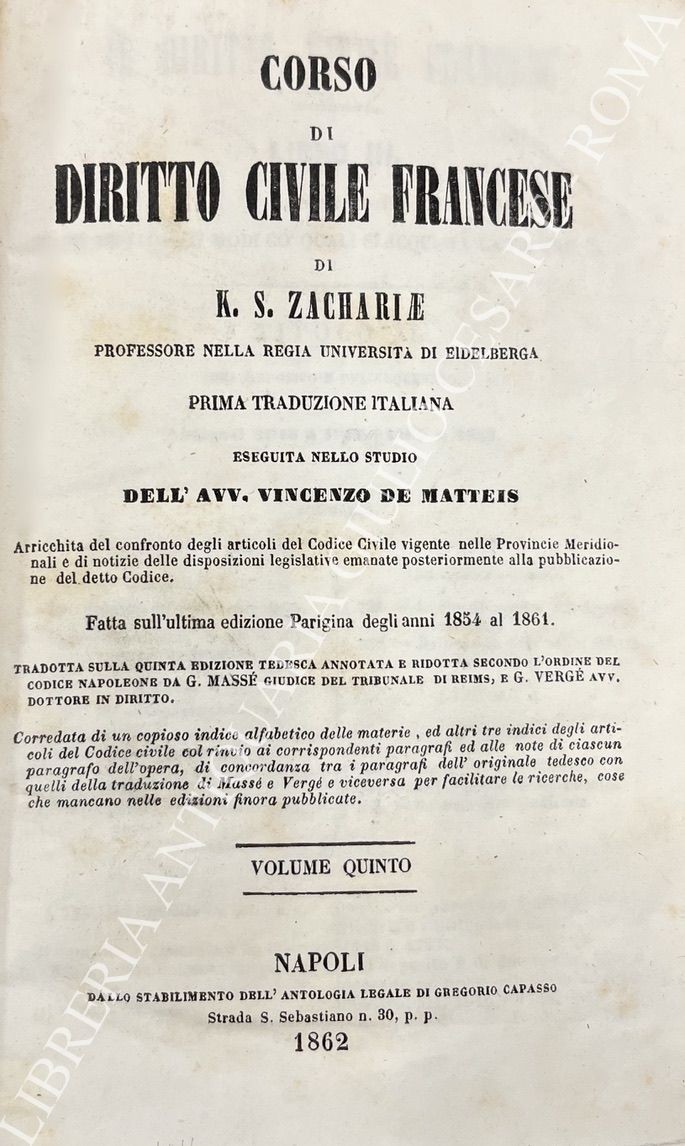 CORSO
DI
DIRITTO CIVILE FRANCESE
DI
K. S. ZACHARIÆ
PROFESSORE NELLA REGIA UNIVERSITÀ DI EIDELBERGA
PRIMA TRADUZIONE ITALIANA
ESEGUITA NELLO STUDIO
DELL' AVV. VINCENZO DE MATTEIS
Arricchita del confronto degli articoli del Codice Civile vigente nelle Provincie Meridio-
nali e di notizie delle disposizioni legislative emanate posteriormente alla pubblicazio-
ne del detto Codice.
Fatta sull'ultima edizione Parigina degli anni 1854 al 1861.
TRADOTTA SULLA QUINTA EDIZIONE TEDESCA ANNOTATA E RIDOTTA SECONDO L'ORDINE DEL
CODICE NAPOLEONE DA G. MASSÉ GIUDICE DEL TRIBUNALE DI REIMS, E G. VERGÉ AVV.
DOTTORE IN DIRITTO.
Corredata di un copioso indice alfabetico delle materie, ed altri tre indici degli arti-
coli del Codice civile col rinvio ai corrispondenti paragrafi ed alle note di ciascun
paragrafo dell'opera, di concordanza tra i paragrafi dell' originale tedesco con
quelli della traduzione di Massé e Vergé e viceversa per facilitare le ricerche, cose
che mancano nelle edizioni finora pubblicate.
VOLUME QUINTO
NAPOLI
DALLO STABILIMENTO DELL' ANTOLOGIA LEGALE DI GREGORIO CAPASSO
Strada S. Sebastiano n. 30, p. p.
1862
LIBRERIA ANTIQUARIA GIULIOCESARE - ROMA